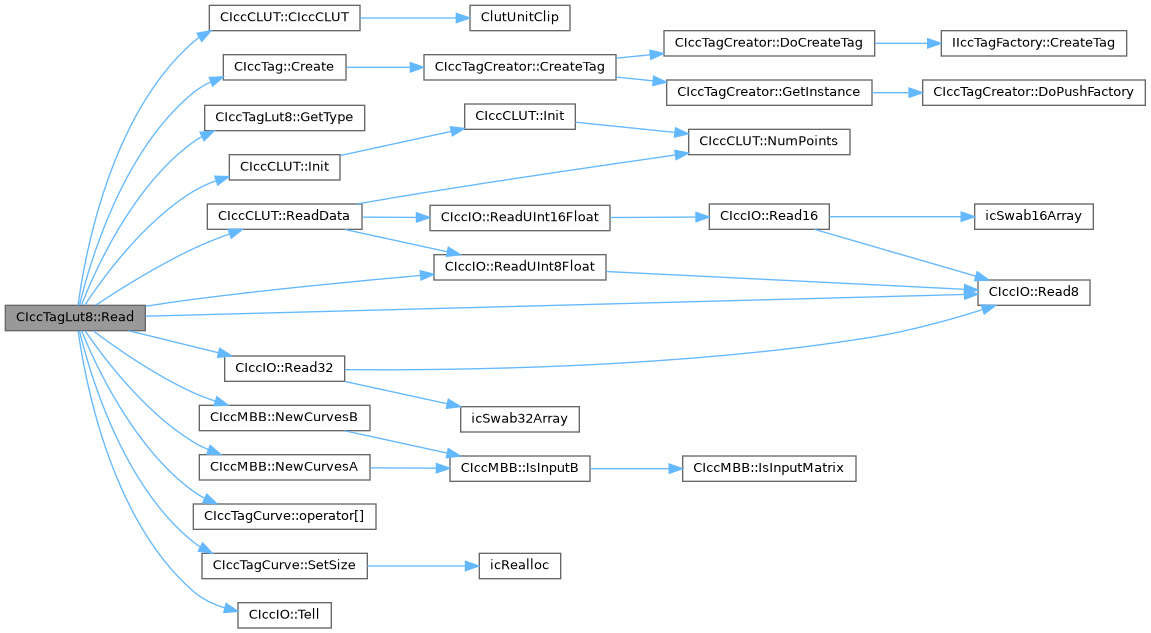 CIccCLUT::CIccCLUT
ClutUnitClip
CIccTagCreator::DoCreateTag
IIccTagFactory::CreateTag
CIccTag::Create
CIccTagCreator::CreateTag
CIccTagCreator::GetInstance
CIccTagCreator::DoPushFactory
CIccTagLut8::GetType
CIccCLUT::Init
CIccCLUT::NumPoints
CIccCLUT::Init
CIccCLUT::ReadData
CIccIO::ReadUInt16Float
CIccIO::Read16
icSwab16Array
CIccIO::ReadUInt8Float
CIccIO::Read8
CIccTagLut8::Read
CIccIO::Read32
CIccMBB::NewCurvesB
icSwab32Array
CIccMBB::NewCurvesA
CIccMBB::IsInputB
CIccMBB::IsInputMatrix
CIccTagCurve::operator[]
CIccTagCurve::SetSize
icRealloc
CIccIO::Tell